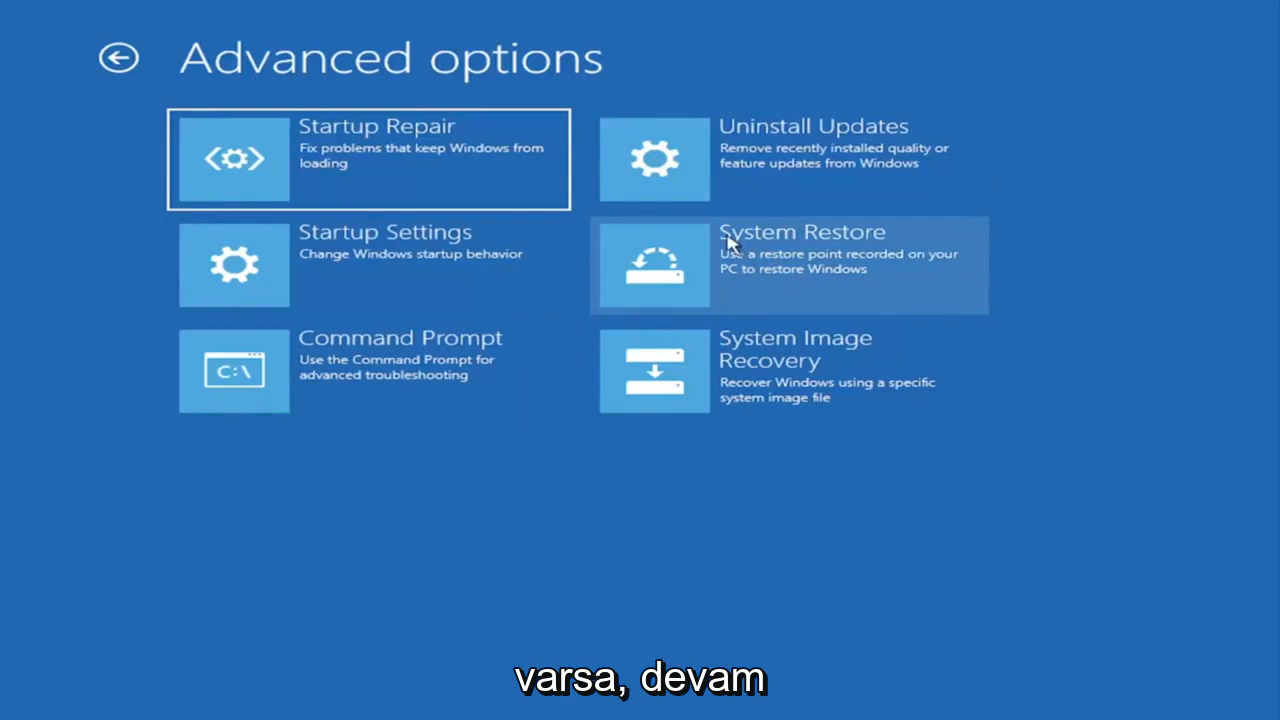 Advanced options
Startup Repair
Fix problems that keep Windows from
loading
Uninstall Updates
Remove recently installed quality or
feature updates from Windows
Startup Settings
Change Windows startup behavior
System Restore
Use a restore point recorded on your
PC to restore Windows
Command Prompt
Use the Command Prompt for
advanced troubleshooting
C:\
System Image
Recovery
Recover Windows using a specific
system image file
varsa, devam